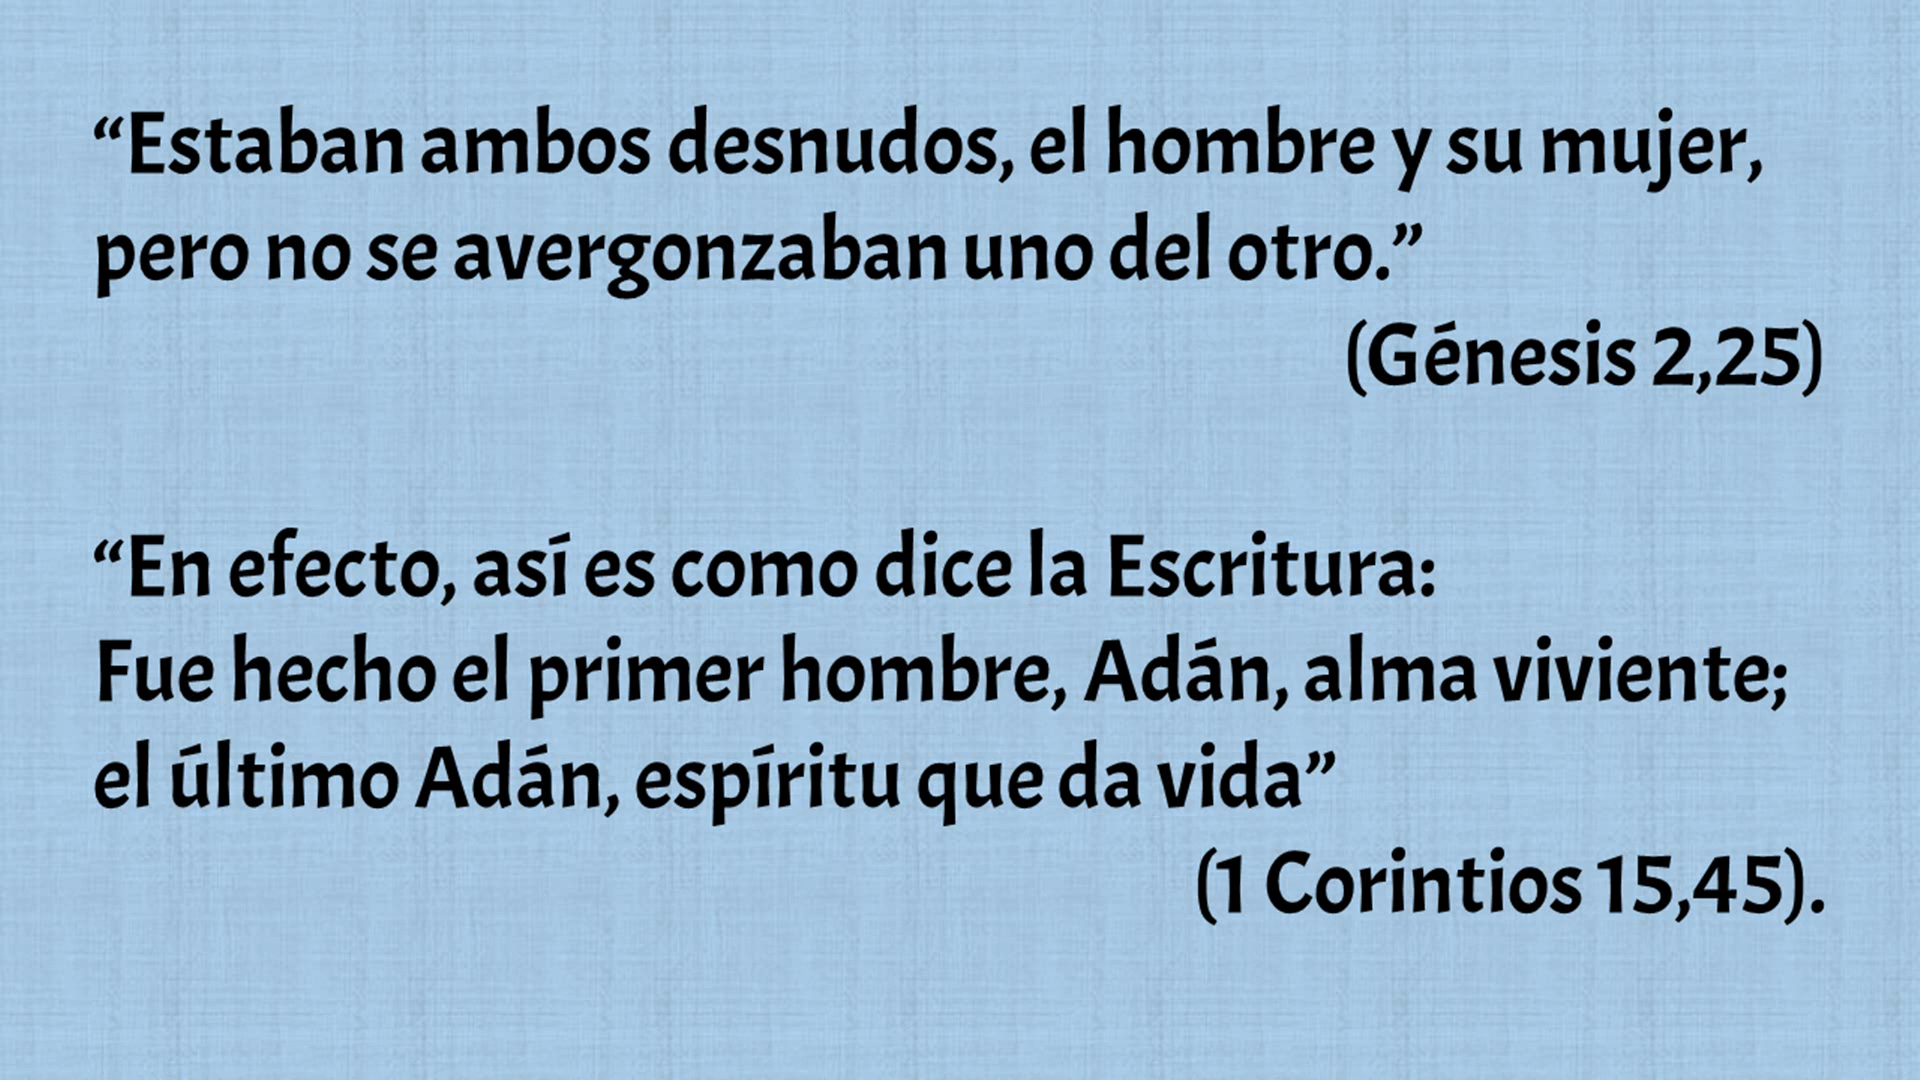 “Estaban ambos desnudos, el hombre y su mujer,
pero no se avergonzaban uno del otro.”
(Génesis 2,25)
“En efecto, así es como dice la Escritura:
Fue hecho el primer hombre, Adán, alma viviente;
el último Adán, espíritu que da vida”
(1 Corintios 15,45).